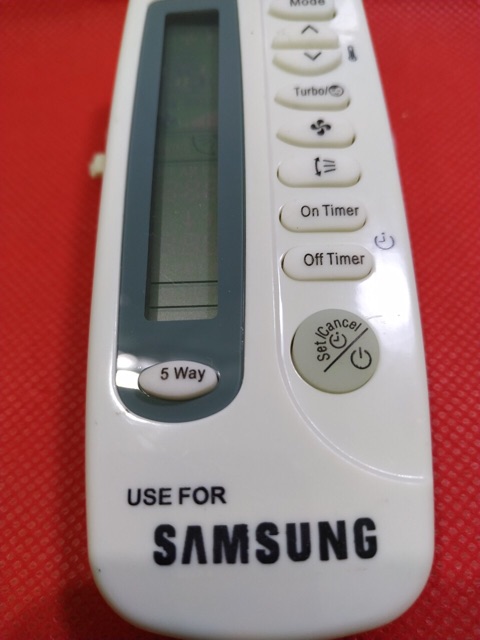 Mode
Turbo/
On Timer
Off Timer
Set/Cancel
5 Way
USE FOR
SAMSUNG